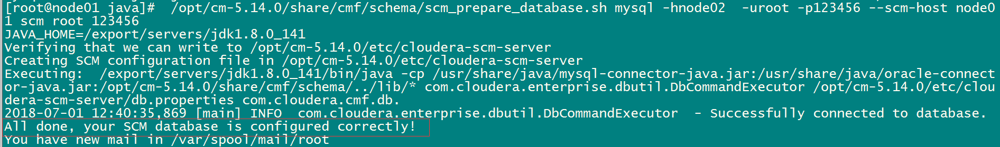 [root@node01 java]#  /opt/cm-5.14.0/share/cmf/schema/scm_prepare_database.sh mysql -hnode02  -uroot -p123456 --scm-host node0
1 scm root 123456
JAVA_HOME=/export/servers/jdk1.8.0_141
Verifying that we can write to /opt/cm-5.14.0/etc/cloudera-scm-server
Creating SCM configuration file in /opt/cm-5.14.0/etc/cloudera-scm-server
Executing:  /export/servers/jdk1.8.0_141/bin/java -cp /usr/share/java/mysql-connector-java.jar:/usr/share/java/oracle-connect
or-java.jar:/opt/cm-5.14.0/share/cmf/schema/../lib/* com.cloudera.enterprise.dbutil.DbCommandExecutor /opt/cm-5.14.0/etc/clou
dera-scm-server/db.properties com.cloudera.cmf.db.
2018-07-01 12:40:35,869 [main] INFO  com.cloudera.enterprise.dbutil.DbCommandExecutor  - Successfully connected to database.
All done, your SCM database is configured correctly!
You have new mail in /var/spool/mail/root